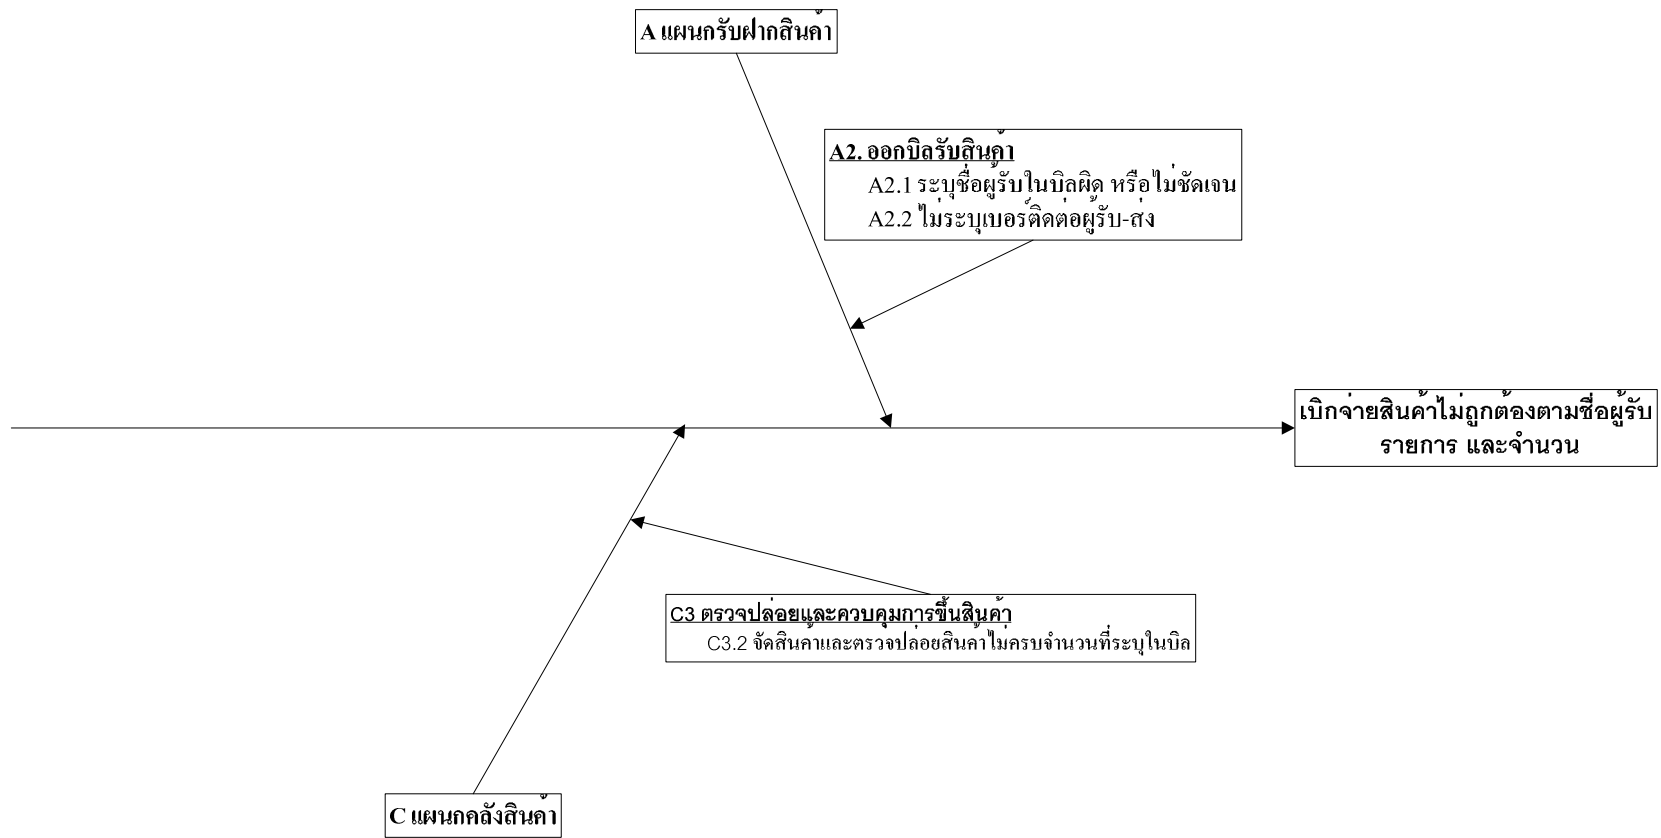 A แผนกรับฝากสินค้า
A2. ออกบิลรับสินค้า
A2.1 ระบุชื่อผู้รับในบิลผิด หรือไม่ชัดเจน
A2.2 ไม่ระบุเบอร์ติดต่อผู้รับ-ส่ง
เบิกจ่ายสินค้าไม่ถูกต้องตามชื่อผู้รับ
รายการ และจำนวน
C3 ตรวจปล่อยและควบคุมการขึ้นสินค้า
C3.2 จัดสินค้าและตรวจปล่อยสินค้าไม่ครบจำนวนที่ระบุในบิล
C แผนกคลังสินค้า